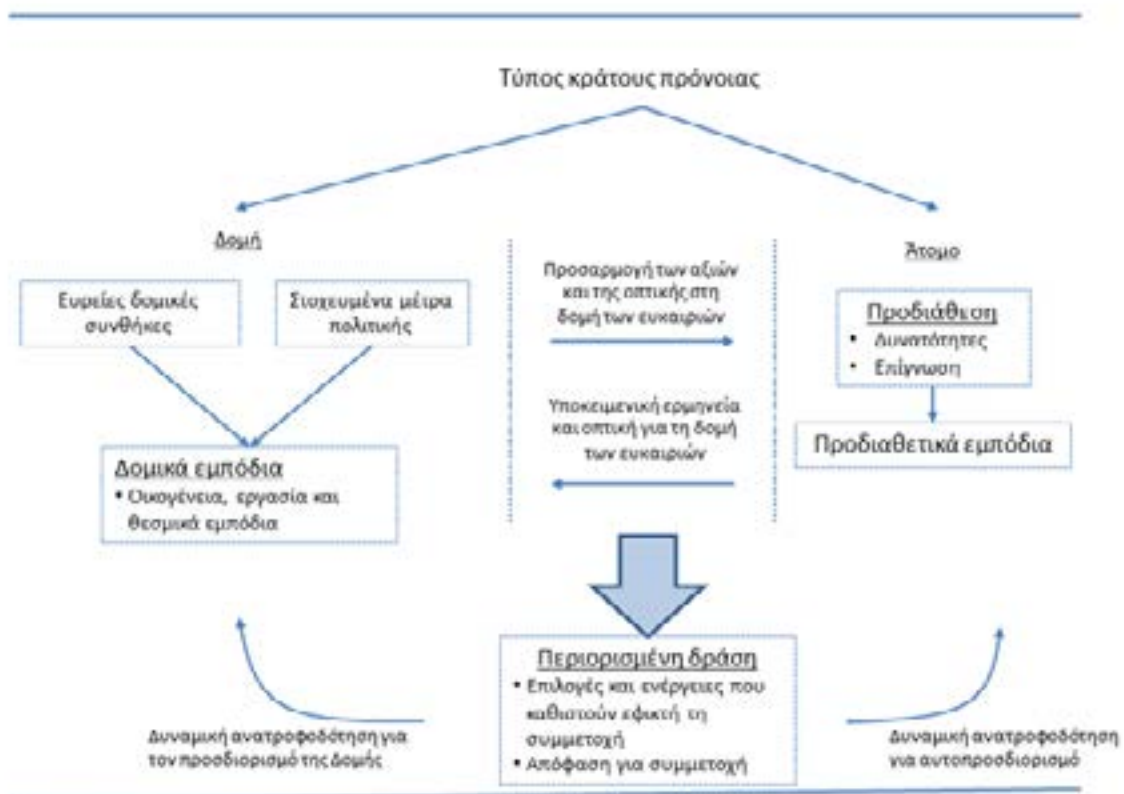 Τύπος κράτους πρόνοιας
Δομή
Ευρείες δομικές
συνθήκες
Στοχευμένα μέτρα
πολιτικής
Δομικά εμπόδια
• Οικογένεια, εργασία και
θεσμικά εμπόδια
Προσαρμογή των αξιών
και της οπτικής στη
δομή των ευκαιριών
Υποκειμενική ερμηνεία
και οπτική για τη δομή
των ευκαιριών
Άτομο
Προδιάθεση
• Δυνατότητες
• Επίγνωση
Προδιαθετικά εμπόδια
Περιορισμένη δράση
• Επιλογές και ενέργειες που
καθιστούν εφικτή τη
συμμετοχή
• Απόφαση για συμμετοχή
Δυναμική ανατροφοδότηση για
τον προσδιορισμό της Δομής
Δυναμική ανατροφοδότηση
για αυτοπροσδιορισμό